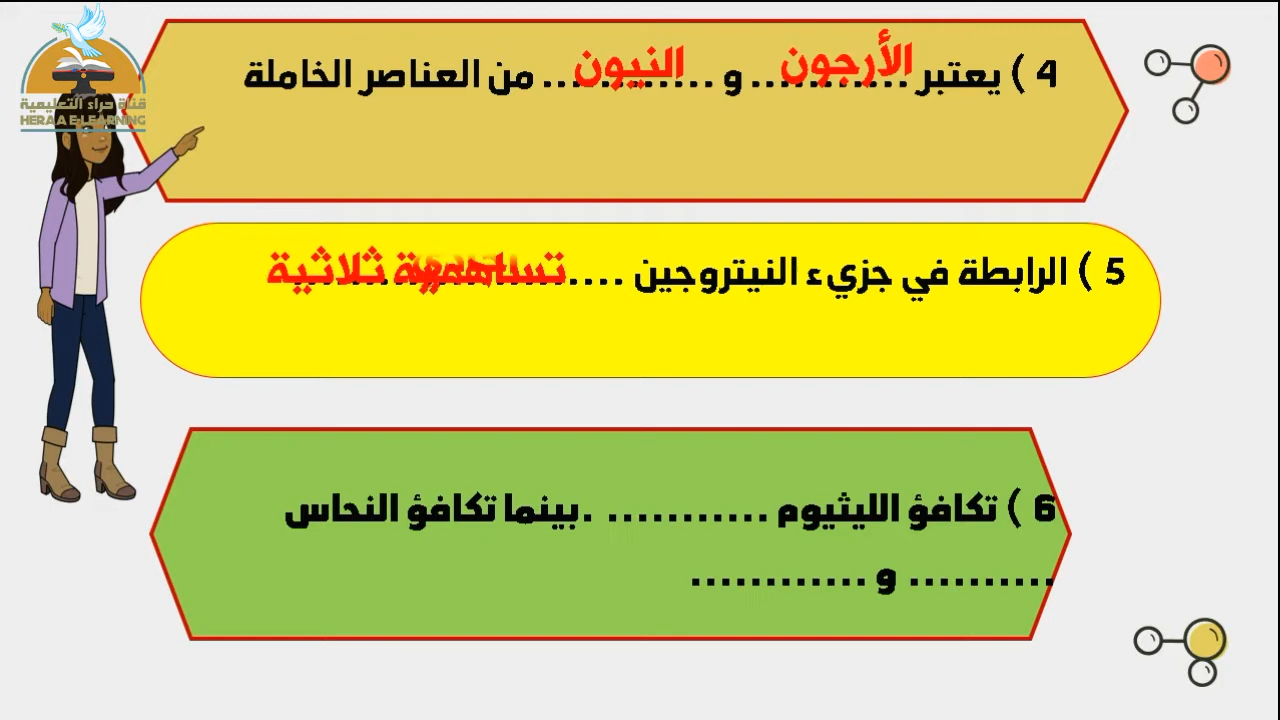 قناة حراء التعليمية
HERAA E-LEARNING
4 ) يعتبر الأرجون و النيون من العناصر الخاملة
5 ) الرابطة في جزيء النيتروجين .... تساهمية ثلاثية
6 ) تكافؤ الليثيوم ........... .بينما تكافؤ النحاس
.......... و ............